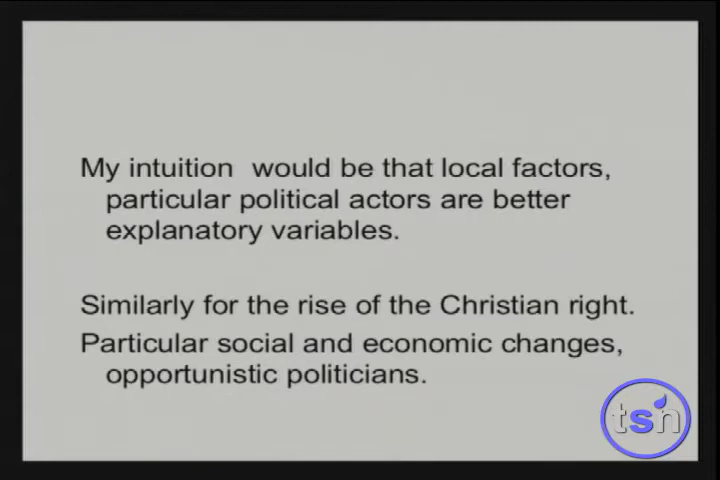 My intuition would be that local factors,
particular political actors are better
explanatory variables.
Similarly for the rise of the Christian right.
Particular social and economic changes,
opportunistic politicians.
tsn